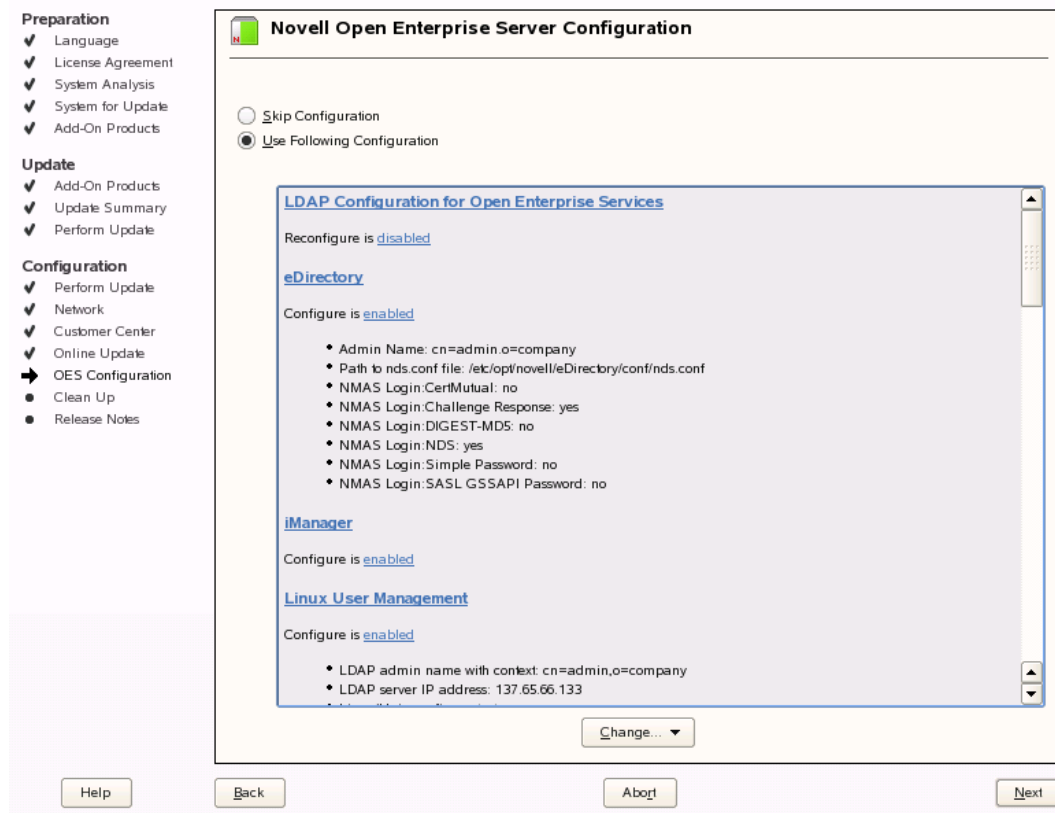 Preparation
Language
License Agreement
System Analysis
System for Update
Add-On Products
Update
Add-On Products
Update Summary
Perform Update
Configuration
Perform Update
Network
Customer Center
Online Update
OES Configuration
Clean Up
Release Notes
N
Novell Open Enterprise Server Configuration
Skip Configuration
Use Following Configuration
LDAP Configuration for Open Enterprise Services
Reconfigure is disabled
eDirectory
Configure is enabled
Admin Name: cn=admin.o=company
Path to nds.conf file: /etc/opt/novell/eDirectory/conf/nds.conf
NMAS Login:CertMutual: no
NMAS Login:Challenge Response: yes
NMAS Login:DIGEST-MD5: no
NMAS Login:NDS: yes
NMAS Login:Simple Password: no
NMAS Login:SASL GSSAPI Password: no
iManager
Configure is enabled
Linux User Management
Configure is enabled
LDAP admin name with context: cn=admin,o=company
LDAP server IP address: 137.65.66.133
Change...
Help
Back
Abort
Next